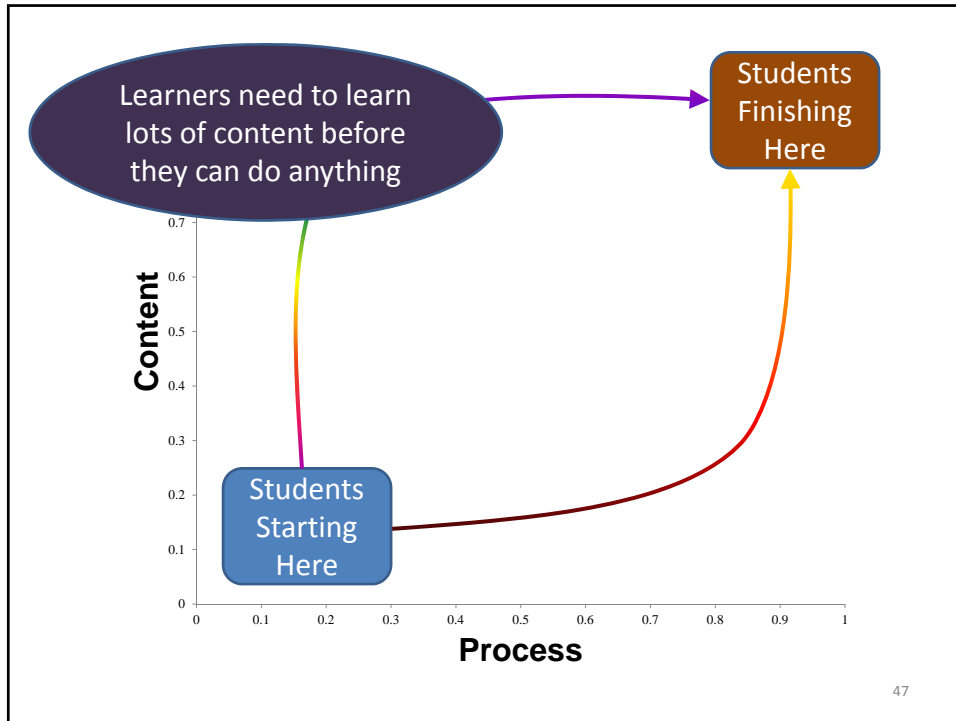 Learners need to learn
lots of content before
they can do anything
Students
Finishing
Here
Content
0.7
0.6
0.5
0.4
0.3
0.2
0.1
0
Students
Starting
Here
0
0.1
0.2
0.3
0.4
0.5
0.6
0.7
0.8
0.9
1
Process
47